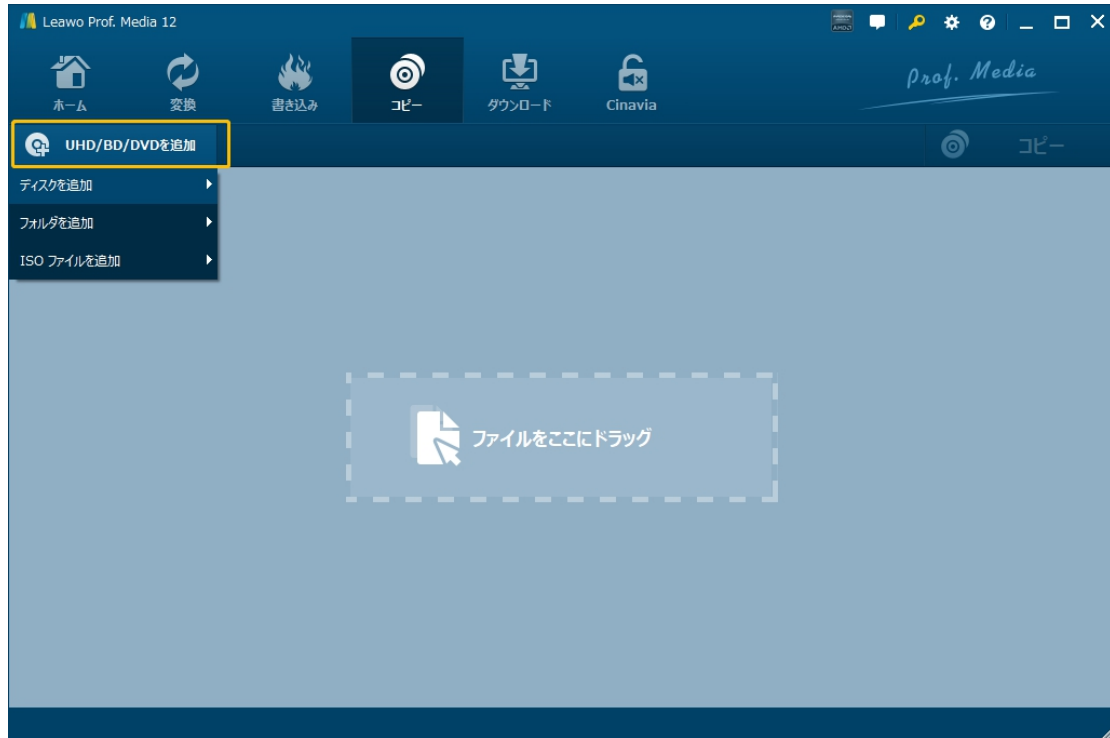 Leawo Prof. Media 12
ホーム
変換
書き込み
コピー
ダウンロード
Cinavia
Prof. Media
UHD/BD/DVDを追加
コピー
ディスクを追加
フォルダを追加
ISO ファイルを追加
ファイルをここにドラッグ